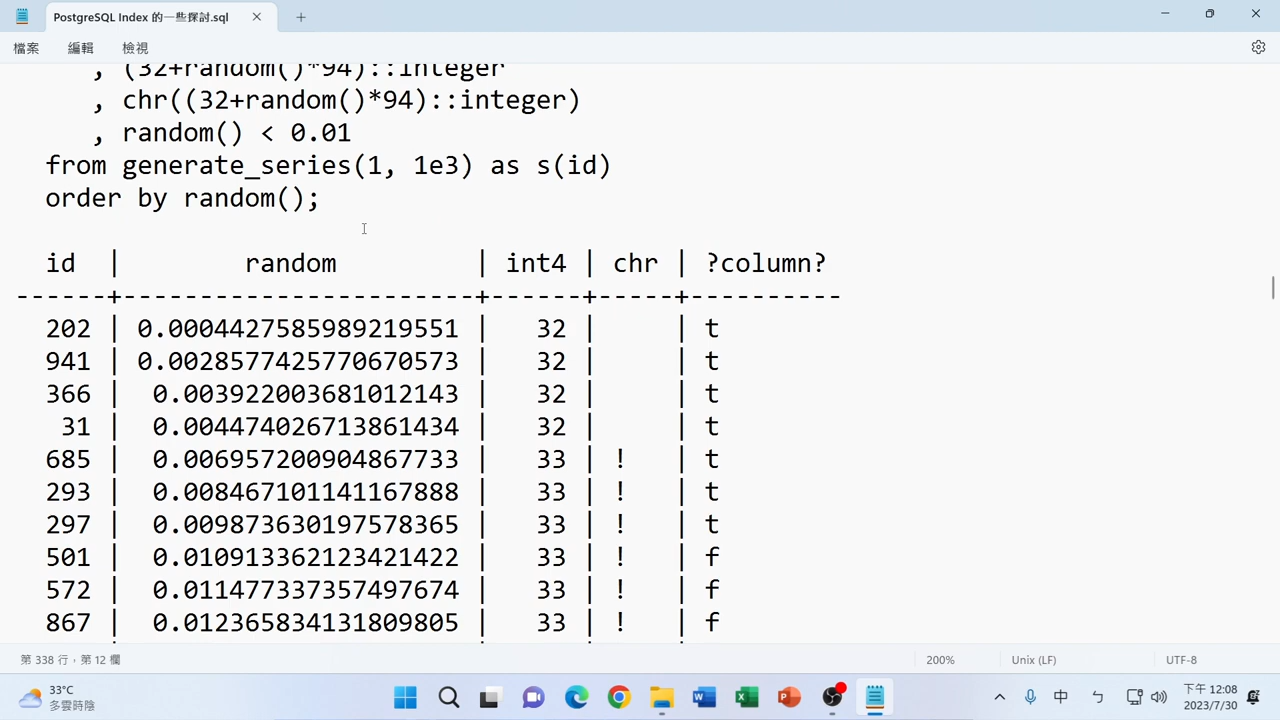 PostgreSQL Index 的一些探討.sql
檔案 編輯 檢視
, (32+random()*94)::integer
, chr((32+random()*94)::integer)
, random() < 0.01
from generate_series(1, 1e3) as s(id)
order by random();
id | random | int4 | chr | ?column?
------+-----------------------+------+-----+----------
202 | 0.0004427585989219551 | 32 | | t
941 | 0.0028577425770670573 | 32 | | t
366 | 0.003922003681012143 | 32 | | t
31 | 0.004474026713861434 | 32 | | t
685 | 0.006957200904867733 | 33 | ! | t
293 | 0.008467101141167888 | 33 | ! | t
297 | 0.009873630197578365 | 33 | ! | t
501 | 0.010913362123421422 | 33 | ! | f
572 | 0.011477337357497674 | 33 | ! | f
867 | 0.012365834131809805 | 33 | ! | f
第 338 行，第 12 欄 200% Unix (LF) UTF-8
33°C
多雲時陰
中
下午 12:08
2023/7/30